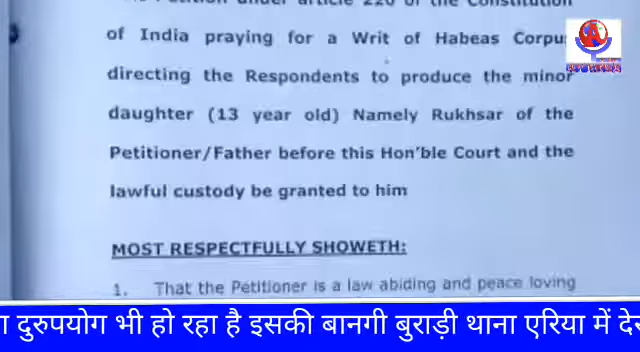 of India praying for a Writ of Habeas Corpus
directing the Respondents to produce the minor
daughter (13 year old) Namely Rukhsar of the
Petitioner/Father before this Hon'ble Court and the
lawful custody be granted to him
MOST RESPECTFULLY SHOWETH:
1. That the Petitioner is a law abiding and peace loving
दुरुपयोग भी हो रहा है इसकी बानगी बुराड़ी थाना एरिया में